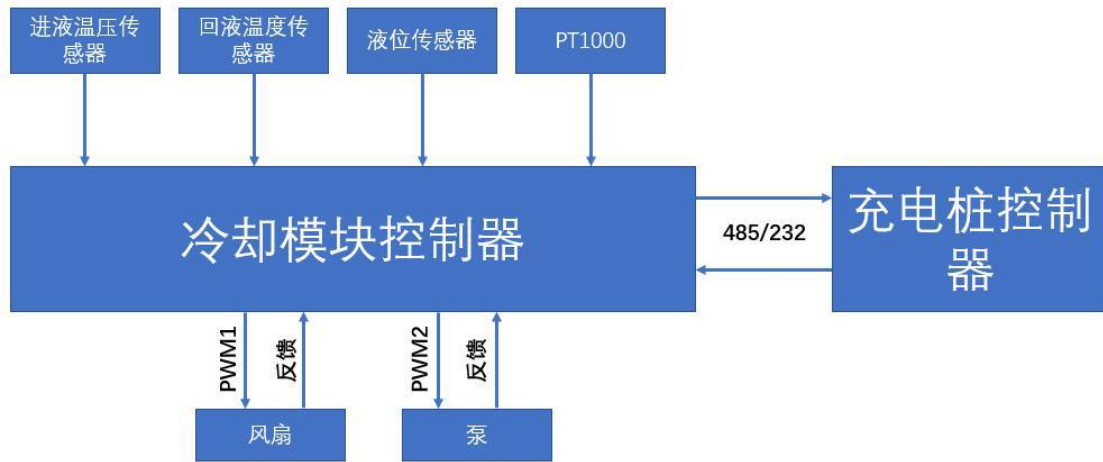 进液温压传
感器
回液温度传
感器
液位传感器
PT1000
冷却模块控制器
485/232
充电桩控制
器
PWM1
反馈
PWM2
反馈
风扇
泵